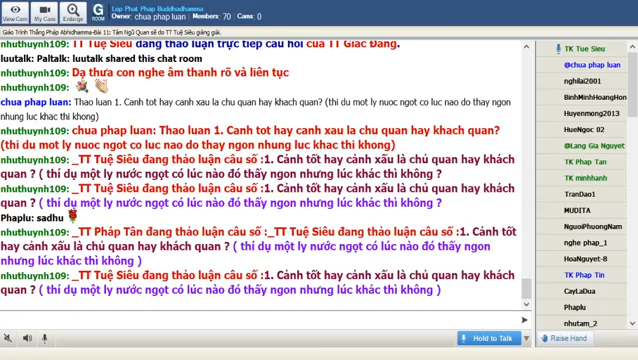 View Cam
My Cam
Enlarge
G
ROOM
Lop Phat Phap Buddhadhamma
Owner: chua phap luan / Members: 70 / Cams: 0
Giáo Trình Thắng Pháp Abhidhamma-Bài 11: Tâm Ngũ Quan sẽ do TT Tuệ Siêu giảng giải.
nhuthuynh109: TT Tuệ Siêu đang thảo luận trực tiếp câu hỏi của TT Giác Đẳng.
luutalk: Paltalk: luutalk shared this chat room
nhuthuynh109: Dạ thưa con nghe âm thanh rõ và liên tục
nhuthuynh109:
chua phap luan: Thao luân 1. Canh tot hay canh xau la chu quan hay khach quan? (thi du mot ly nuoc ngot co luc nao do thay ngon nhung luc khac thi khong)
nhuthuynh109: chua phap luan: Thao luân 1. Canh tot hay canh xau la chu quan hay khach quan?
(thi du mot ly nuoc ngot co luc nao do thay ngon nhung luc khac thi khong)
nhuthuynh109: _TT Tuệ Siêu đang thảo luận câu số :1. Cảnh tốt hay cảnh xấu là chủ quan hay khách
quan ? ( thí dụ một ly nước ngọt có lúc nào đó thấy ngon nhưng lúc khác thì không ?
nhuthuynh109: _TT Tuệ Siêu đang thảo luận câu số :1. Cảnh tốt hay cảnh xấu là chủ quan hay khách
quan ? ( thí dụ một ly nước ngọt có lúc nào đó thấy ngon nhưng lúc khác thì không ?
Phaplu: sadhu
nhuthuynh109: _TT Pháp Tân đang thảo luận câu số :_TT Tuệ Siêu đang thảo luận câu số :1. Cảnh tốt
hay cảnh xấu là chủ quan hay khách quan ? ( thí dụ một ly nước ngọt có lúc nào đó thấy ngon
nhưng lúc khác thì không )
nhuthuynh109: _TT Tuệ Siêu đang thảo luận câu số :1. Cảnh tốt hay cảnh xấu là chủ quan hay khách
quan ? ( thí dụ một ly nước ngọt có lúc nào đó thấy ngon nhưng lúc khác thì không )
TK Tue Sieu
@chua phap luan
nghilai2001
BinhMinhHoangHon
Huyenmong2013
HueNgoc 02
@Lang Gia Nguyet
TK Phap Tan
TK minhhanh
TranDao1
MUDITA
NguoiPhuongNam
nghe phap_1
HoaNguyet-8
TK Phap Tin
CayLaDua
Phaplu
nhutam_2
Hold to Talk
Raise Hand